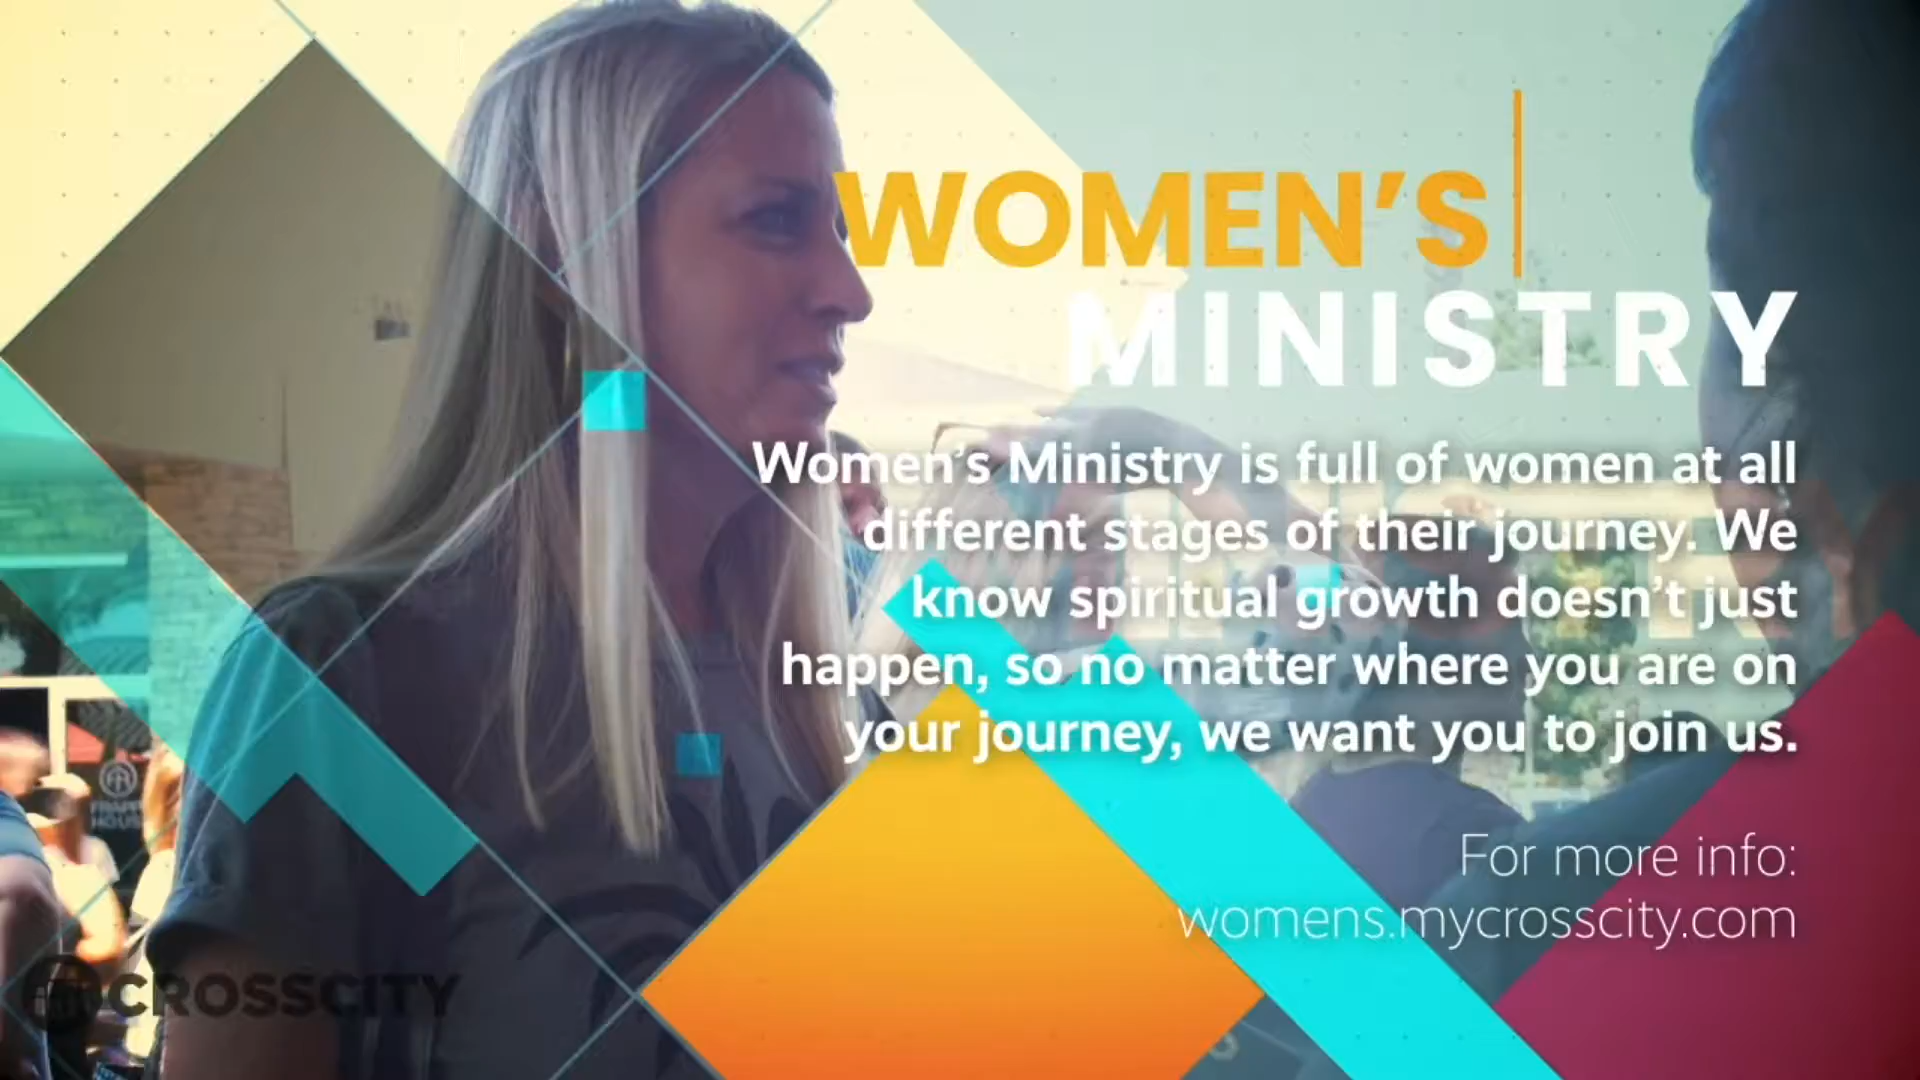 WOMEN'S
MINISTRY
Women's Ministry is full of women at all
different stages of their journey. We
know spiritual growth doesn't just
happen, so no matter where you are on
your journey, we want you to join us.
For more info:
womens.mycrosscity.com
FRAPPE
HOUSE
CROSSCITY